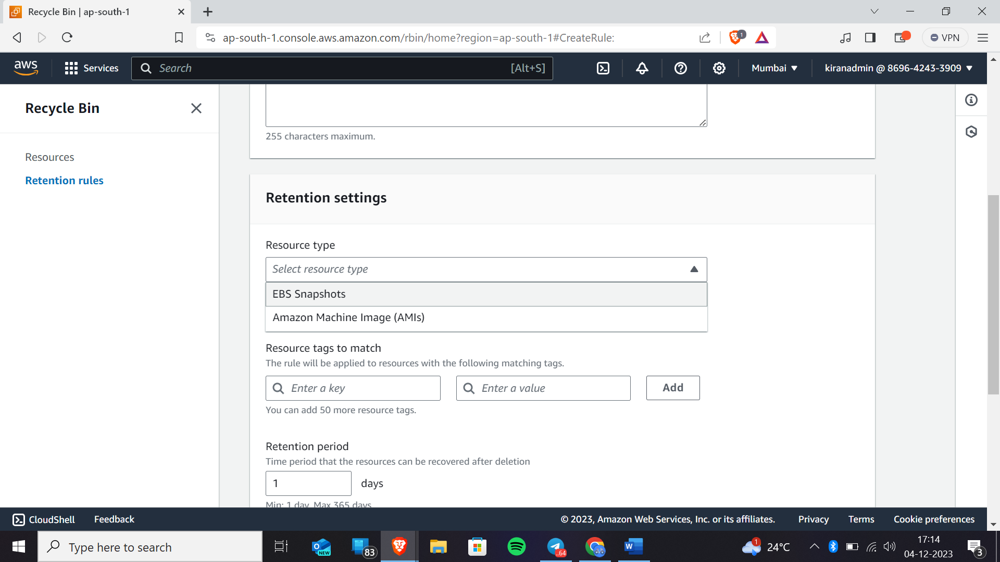 Recycle Bin | ap-south-1
ap-south-1.console.aws.amazon.com/rbin/home?region=ap-south-1#CreateRule:
1
VPN
aws
Services
Search
[Alt+S]
Mumbai
kiranadmin @ 8696-4243-3909
Recycle Bin
Resources
Retention rules
255 characters maximum.
Retention settings
Resource type
Select resource type
EBS Snapshots
Amazon Machine Image (AMIs)
Resource tags to match
The rule will be applied to resources with the following matching tags.
Enter a key
Enter a value
Add
You can add 50 more resource tags.
Retention period
Time period that the resources can be recovered after deletion
1
days
Min: 1 day, Max 365 days
CloudShell
Feedback
© 2023, Amazon Web Services, Inc. or its affiliates.
Privacy
Terms
Cookie preferences
Type here to search
O
NEW
83
..64
W
1
24°C
17:14
04-12-2023
3